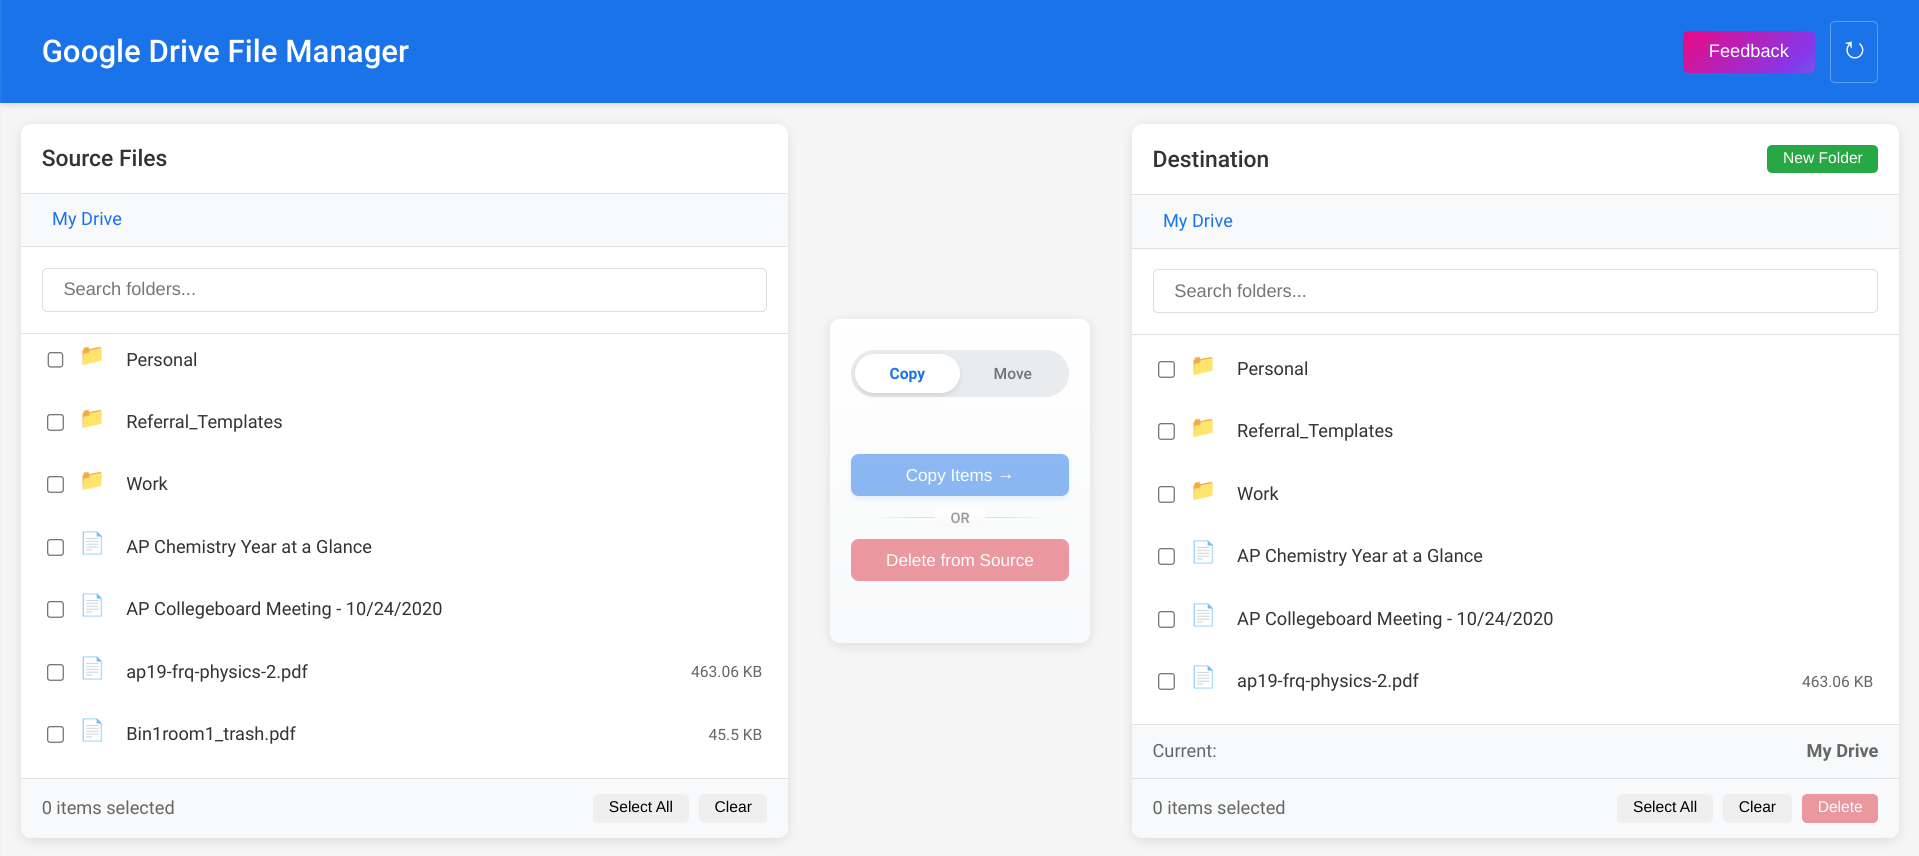 Google Drive File Manager
Feedback
Source Files
My Drive
Search folders...
Personal
Referral_Templates
Work
AP Chemistry Year at a Glance
AP Collegeboard Meeting - 10/24/2020
ap19-frq-physics-2.pdf 463.06 KB
Bin1room1_trash.pdf 45.5 KB
0 items selected Select All Clear
Copy Move
Copy Items →
OR
Delete from Source
Destination New Folder
My Drive
Search folders...
Personal
Referral_Templates
Work
AP Chemistry Year at a Glance
AP Collegeboard Meeting - 10/24/2020
ap19-frq-physics-2.pdf 463.06 KB
Current: My Drive
0 items selected Select All Clear Delete